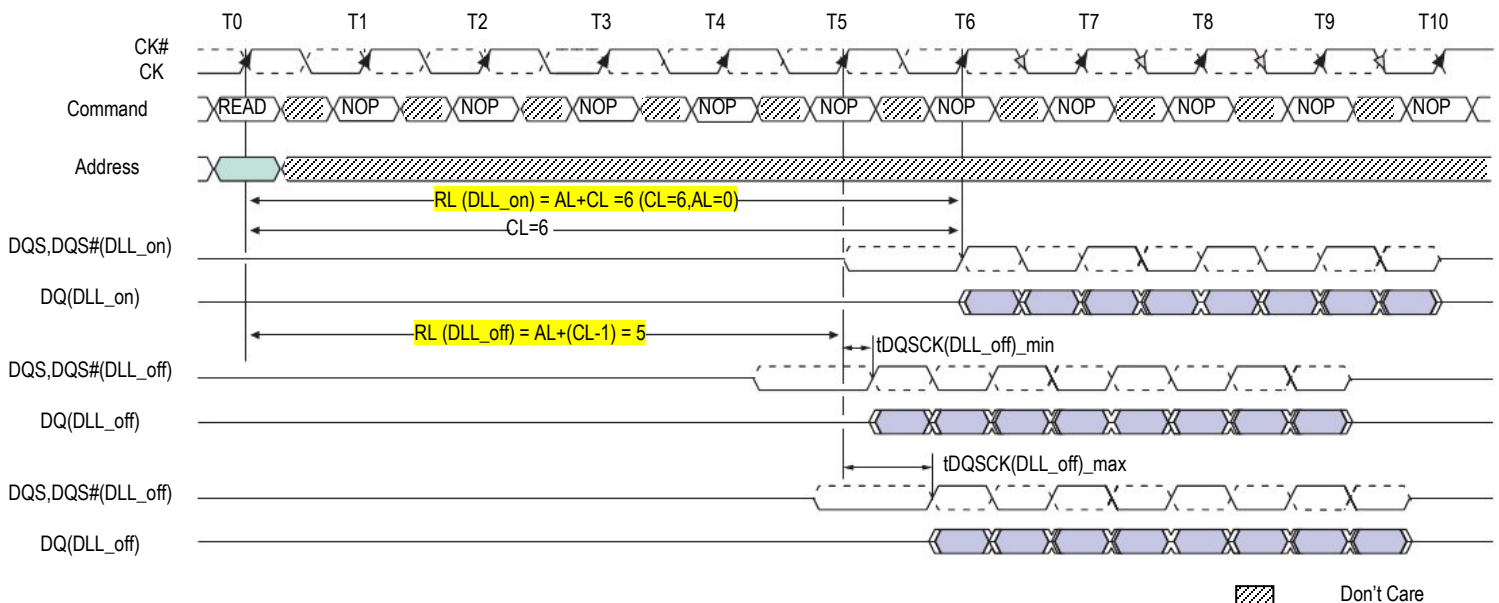 T0 T1 T2 T3 T4 T5 T6 T7 T8 T9 T10
CK#
CK
Command READ NOP NOP NOP NOP NOP NOP NOP NOP NOP NOP
Address
RL (DLL_on) = AL+CL =6 (CL=6,AL=0)
CL=6
DQS,DQS#(DLL_on)
DQ(DLL_on)
RL (DLL_off) = AL+(CL-1) = 5
tDQSCK(DLL_off)_min
DQS,DQS#(DLL_off)
DQ(DLL_off)
tDQSCK(DLL_off)_max
DQS,DQS#(DLL_off)
DQ(DLL_off)
Don't Care